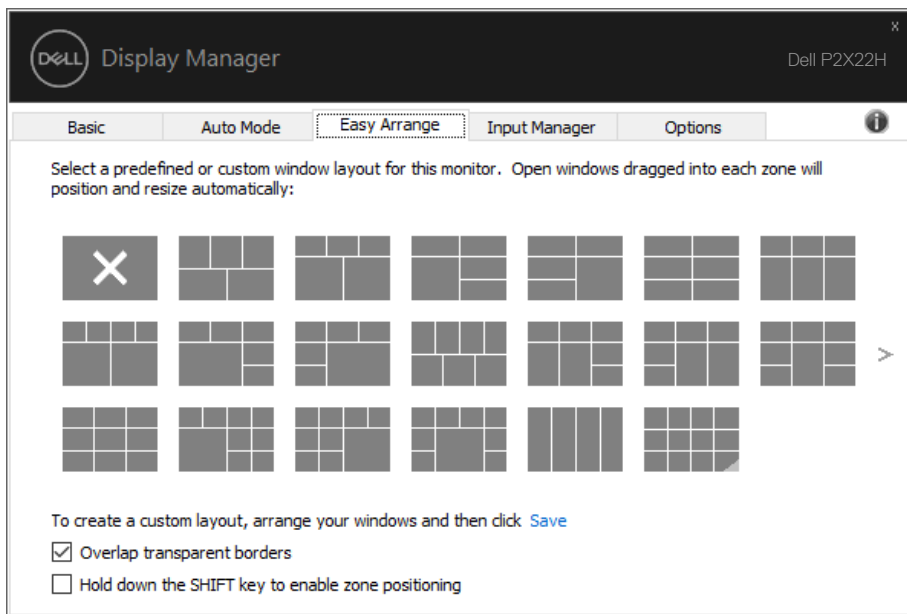 x
DELL
Display Manager
Dell P2X22H
Basic
Auto Mode
Easy Arrange
Input Manager
Options
Select a predefined or custom window layout for this monitor. Open windows dragged into each zone will
position and resize automatically:
>
To create a custom layout, arrange your windows and then click Save
Overlap transparent borders
Hold down the SHIFT key to enable zone positioning